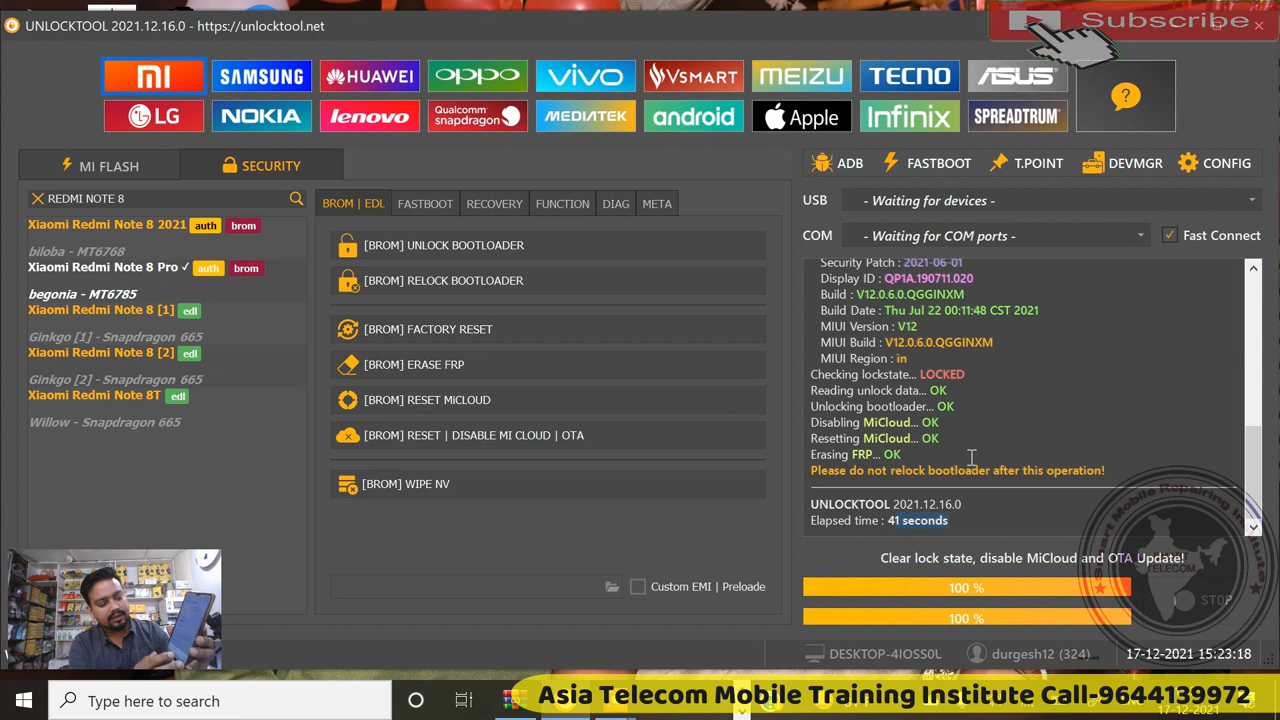 UNLOCKTOOL 2021.12.16.0 - https://unlocktool.net
Subscribe
mi SAMSUNG HUAWEI oppo vivo VSMART MEIZU TECNO ASUS
LG NOKIA lenovo Qualcomm snapdragon MEDIATEK android Apple Infinix SPREADTRUM ?
MI FLASH SECURITY
ADB FASTBOOT T.POINT DEVMGR CONFIG
REDMI NOTE 8
Xiaomi Redmi Note 8 2021 auth brom
biloba - MT6768
Xiaomi Redmi Note 8 Pro ✓ auth brom
begonia - MT6785
Xiaomi Redmi Note 8 [1] edl
Ginkgo [1] - Snapdragon 665
Xiaomi Redmi Note 8 [2] edl
Ginkgo [2] - Snapdragon 665
Xiaomi Redmi Note 8T edl
Willow - Snapdragon 665
BROM | EDL FASTBOOT RECOVERY FUNCTION DIAG META
[BROM] UNLOCK BOOTLOADER
[BROM] RELOCK BOOTLOADER
[BROM] FACTORY RESET
[BROM] ERASE FRP
[BROM] RESET MiCLOUD
[BROM] RESET | DISABLE MI CLOUD | OTA
[BROM] WIPE NV
Custom EMI | Preloade
USB - Waiting for devices -
COM - Waiting for COM ports - Fast Connect
Security Patch : 2021-06-01
Display ID : QP1A.190711.020
Build : V12.0.6.0.QGGINXM
Build Date : Thu Jul 22 00:11:48 CST 2021
MIUI Version : V12
MIUI Build : V12.0.6.0.QGGINXM
MIUI Region : in
Checking lockstate... LOCKED
Reading unlock data... OK
Unlocking bootloader... OK
Disabling MiCloud... OK
Resetting MiCloud... OK
Erasing FRP... OK
Please do not relock bootloader after this operation!
UNLOCKTOOL 2021.12.16.0
Elapsed time : 41 seconds
Clear lock state, disable MiCloud and OTA Update!
100 %
100 %
STOP
TELECOM
Smart Mobile Repairing Institute
DESKTOP-4IOSS0U durgesh12 (324) 17-12-2021 15:23:18
Type here to search
Asia Telecom Mobile Training Institute Call-9644139972
17-12-2021